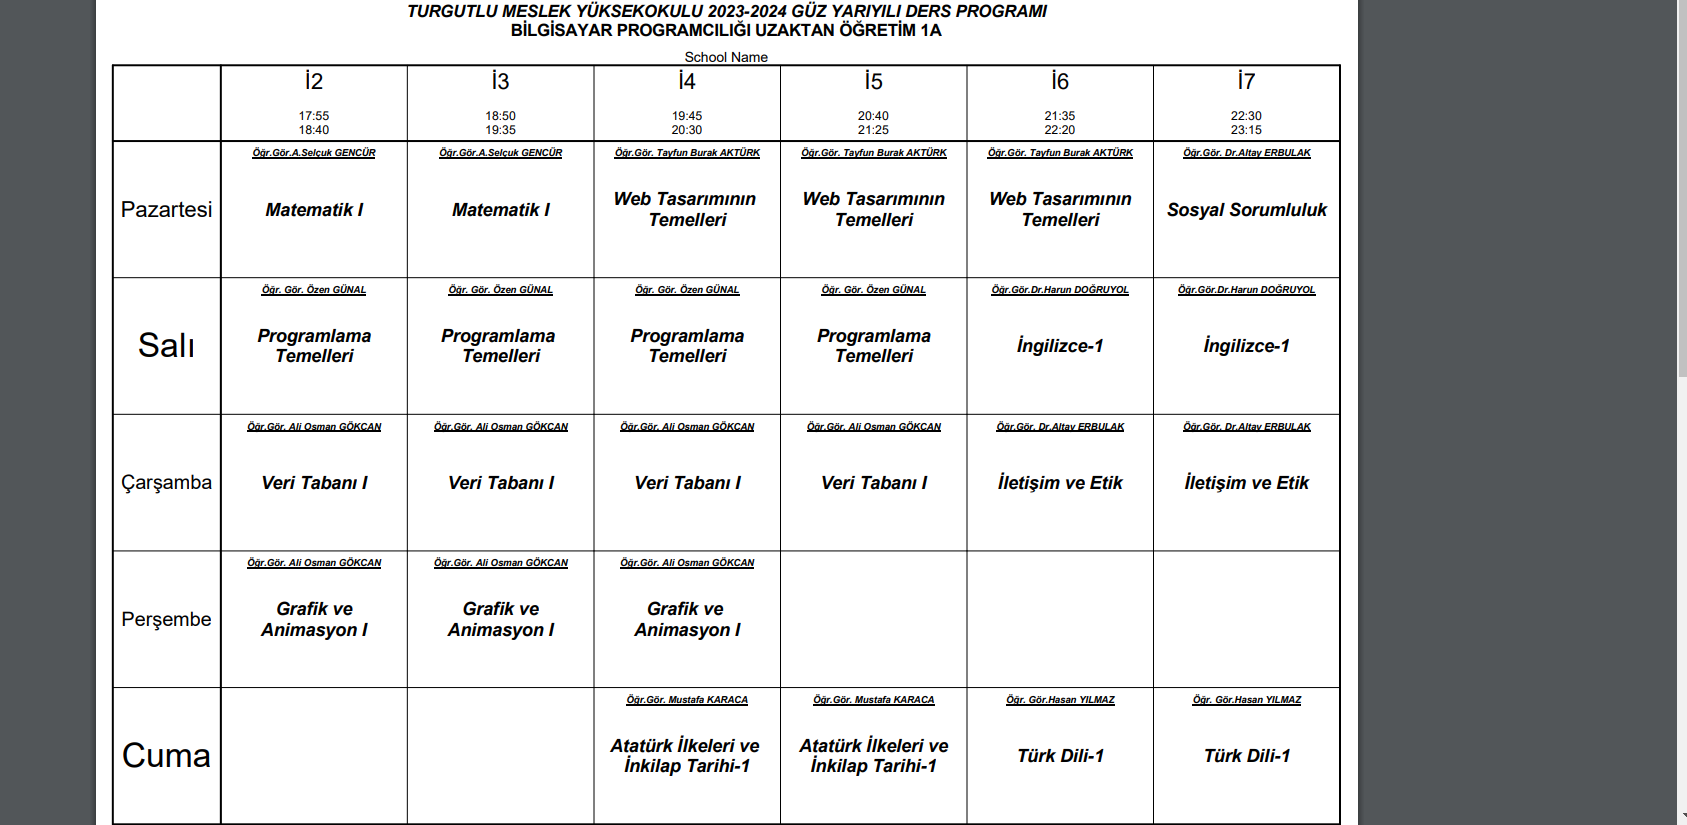 TURGUTLU MESLEK YÜKSEKOKULU 2023-2024 GÜZ YARIYILI DERS PROGRAMI
BİLGİSAYAR PROGRAMCILIĞI UZAKTAN ÖĞRETİM 1A
School Name
İ2 İ3 İ4 İ5 İ6 İ7
17:55 18:50 19:45 20:40 21:35 22:30
18:40 19:35 20:30 21:25 22:20 23:15
Öğr.Gör.A.Selçuk GENCÜR Öğr.Gör.A.Selçuk GENCÜR Öğr.Gör. Tayfun Burak AKTÜRK Öğr.Gör. Tayfun Burak AKTÜRK Öğr.Gör. Tayfun Burak AKTÜRK Öğr.Gör. Dr.Altay ERBULAK
Pazartesi Matematik I Matematik I Web Tasarımının Web Tasarımının Web Tasarımının Sosyal Sorumluluk
Temelleri Temelleri Temelleri
Öğr. Gör. Özen GÜNAL Öğr. Gör. Özen GÜNAL Öğr. Gör. Özen GÜNAL Öğr. Gör. Özen GÜNAL Öğr.Gör.Dr.Harun DOĞRUYOL Öğr.Gör.Dr.Harun DOĞRUYOL
Salı Programlama Programlama Programlama Programlama İngilizce-1 İngilizce-1
Temelleri Temelleri Temelleri Temelleri
Öğr.Gör. Ali Osman GÖKCAN Öğr.Gör. Ali Osman GÖKCAN Öğr.Gör. Ali Osman GÖKCAN Öğr.Gör. Ali Osman GÖKCAN Öğr.Gör. Dr.Altay ERBULAK Öğr.Gör. Dr.Altay ERBULAK
Çarşamba Veri Tabanı I Veri Tabanı I Veri Tabanı I Veri Tabanı I İletişim ve Etik İletişim ve Etik
Öğr.Gör. Ali Osman GÖKCAN Öğr.Gör. Ali Osman GÖKCAN Öğr.Gör. Ali Osman GÖKCAN
Perşembe Grafik ve Grafik ve Grafik ve
Animasyon I Animasyon I Animasyon I
Öğr.Gör. Mustafa KARACA Öğr.Gör. Mustafa KARACA Öğr. Gör.Hasan YILMAZ Öğr. Gör.Hasan YILMAZ
Cuma Atatürk İlkeleri ve Atatürk İlkeleri ve Türk Dili-1 Türk Dili-1
İnkilap Tarihi-1 İnkilap Tarihi-1